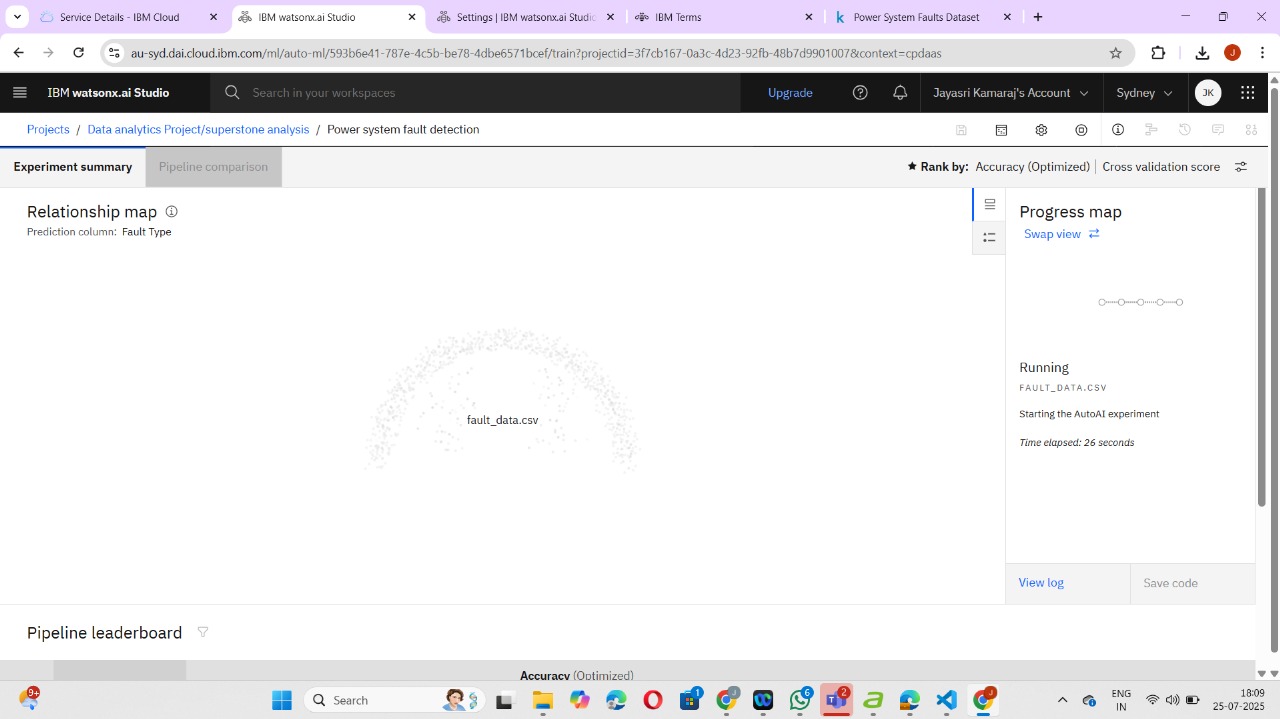 Service Details - IBM Cloud
IBM watsonx.ai Studio
Settings | IBM watsonx.ai Studio
IBM Terms
Power System Faults Dataset
au-syd.dai.cloud.ibm.com/ml/auto-ml/593b6e41-787e-4c5b-be78-4dbe6571bcef/train?projectid=3f7cb167-0a3c-4d23-92fb-48b7d9901007&context=cpdaas
J
IBM watsonx.ai Studio
Search in your workspaces
Upgrade
Jayasri Kamaraj's Account
Sydney
JK
Projects / Data analytics Project/superstone analysis / Power system fault detection
Experiment summary
Pipeline comparison
Rank by: Accuracy (Optimized) | Cross validation score
Relationship map
Prediction column: Fault Type
fault_data.csv
Progress map
Swap view
Running
FAULT_DATA.CSV
Starting the AutoAI experiment
Time elapsed: 26 seconds
View log
Save code
Pipeline leaderboard
Accuracy (Optimized)
9+
Search
J
1
6
2
J
ENG
IN
18:09
25-07-2025